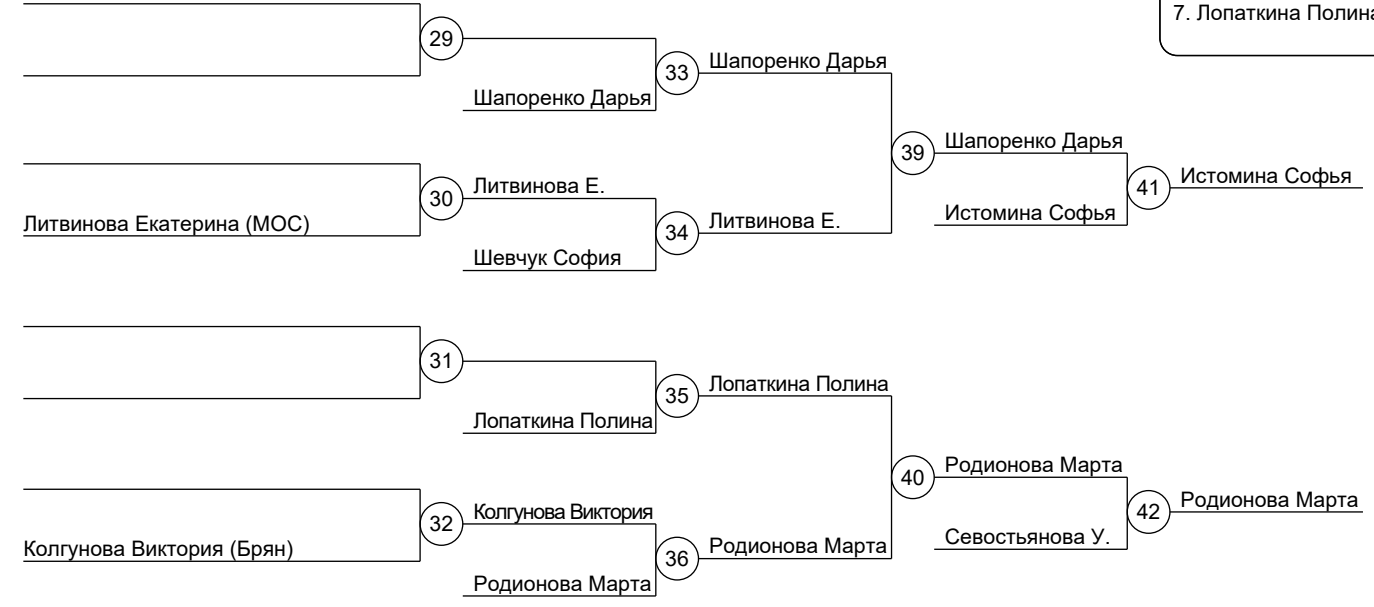 7. Лопаткина Полина
29
Шапоренко Дарья
33
Шапоренко Дарья
39
Шапоренко Дарья
41
Истомина Софья
Истомина Софья
Литвинова Екатерина (МОС)
30
Литвинова Е.
Шевчук София
34
Литвинова Е.
31
Лопаткина Полина
35
Лопаткина Полина
40
Родионова Марта
Севостьянова У.
42
Родионова Марта
Колгунова Виктория (Брян)
32
Колгунова Виктория
Родионова Марта
36
Родионова Марта